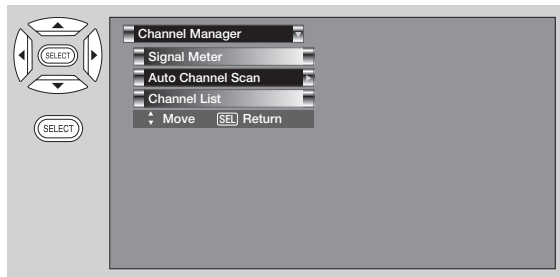 SELECT
SELECT
Channel Manager
Signal Meter
Auto Channel Scan
Channel List
Move SEL Return